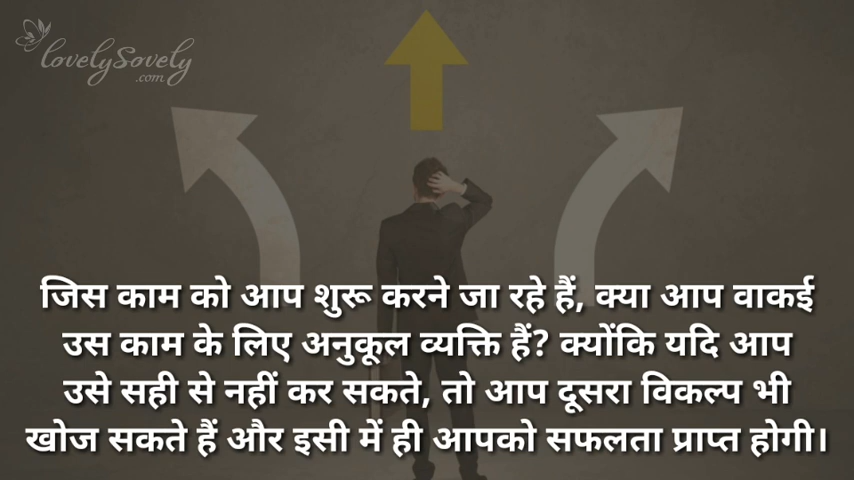 lovelySovely
.com
जिस काम को आप शुरू करने जा रहे हैं, क्या आप वाकई
उस काम के लिए अनुकूल व्यक्ति हैं? क्योंकि यदि आप
उसे सही से नहीं कर सकते, तो आप दूसरा विकल्प भी
खोज सकते हैं और इसी में ही आपको सफलता प्राप्त होगी।